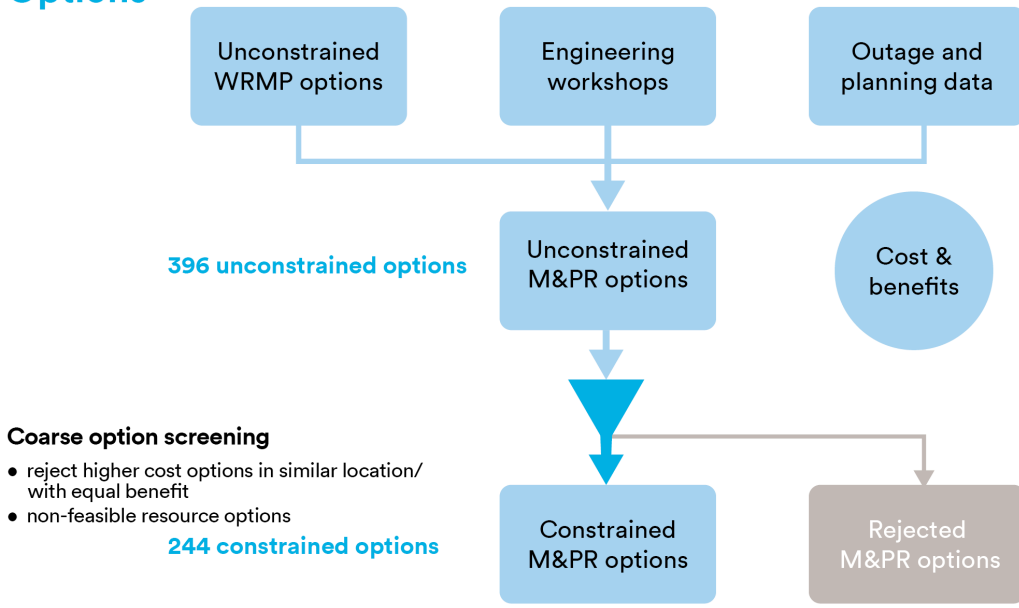 Options
Unconstrained
WRMP options
Engineering
workshops
Outage and
planning data
396 unconstrained options
Unconstrained
M&PR options
Cost &
benefits
Coarse option screening
• reject higher cost options in similar location/
with equal benefit
• non-feasible resource options
244 constrained options
Constrained
M&PR options
Rejected
M&PR options